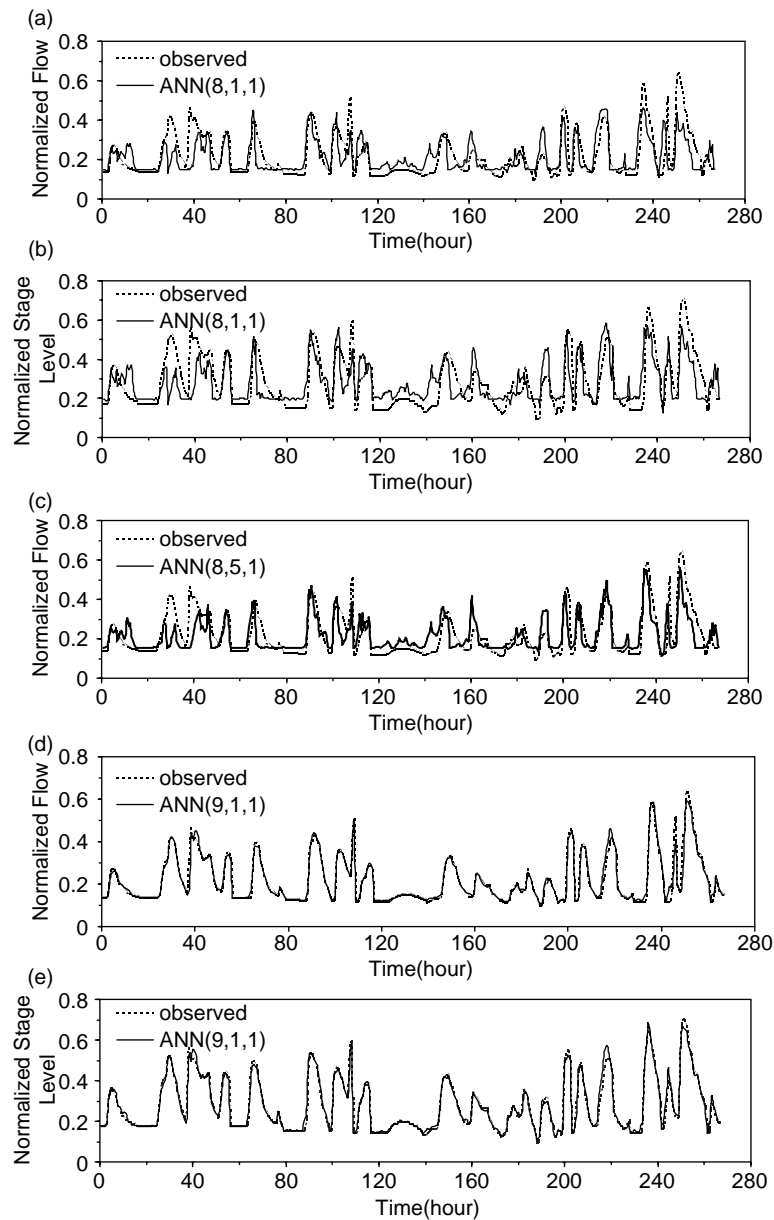 (a)
0.8
0.6
0.4
0.2
0
Normalized Flow
observed
ANN(8,1,1)
0 40 80 120 160 200 240 280
Time(hour)
(b)
0.8
0.6
0.4
0.2
0
Normalized Stage
Level
observed
ANN(8,1,1)
0 40 80 120 160 200 240 280
Time(hour)
(c)
0.8
0.6
0.4
0.2
0
Normalized Flow
observed
ANN(8,5,1)
0 40 80 120 160 200 240 280
Time(hour)
(d)
0.8
0.6
0.4
0.2
0
Normalized Flow
observed
ANN(9,1,1)
0 40 80 120 160 200 240 280
Time(hour)
(e)
0.8
0.6
0.4
0.2
0
Normalized Stage
Level
observed
ANN(9,1,1)
0 40 80 120 160 200 240 280
Time(hour)